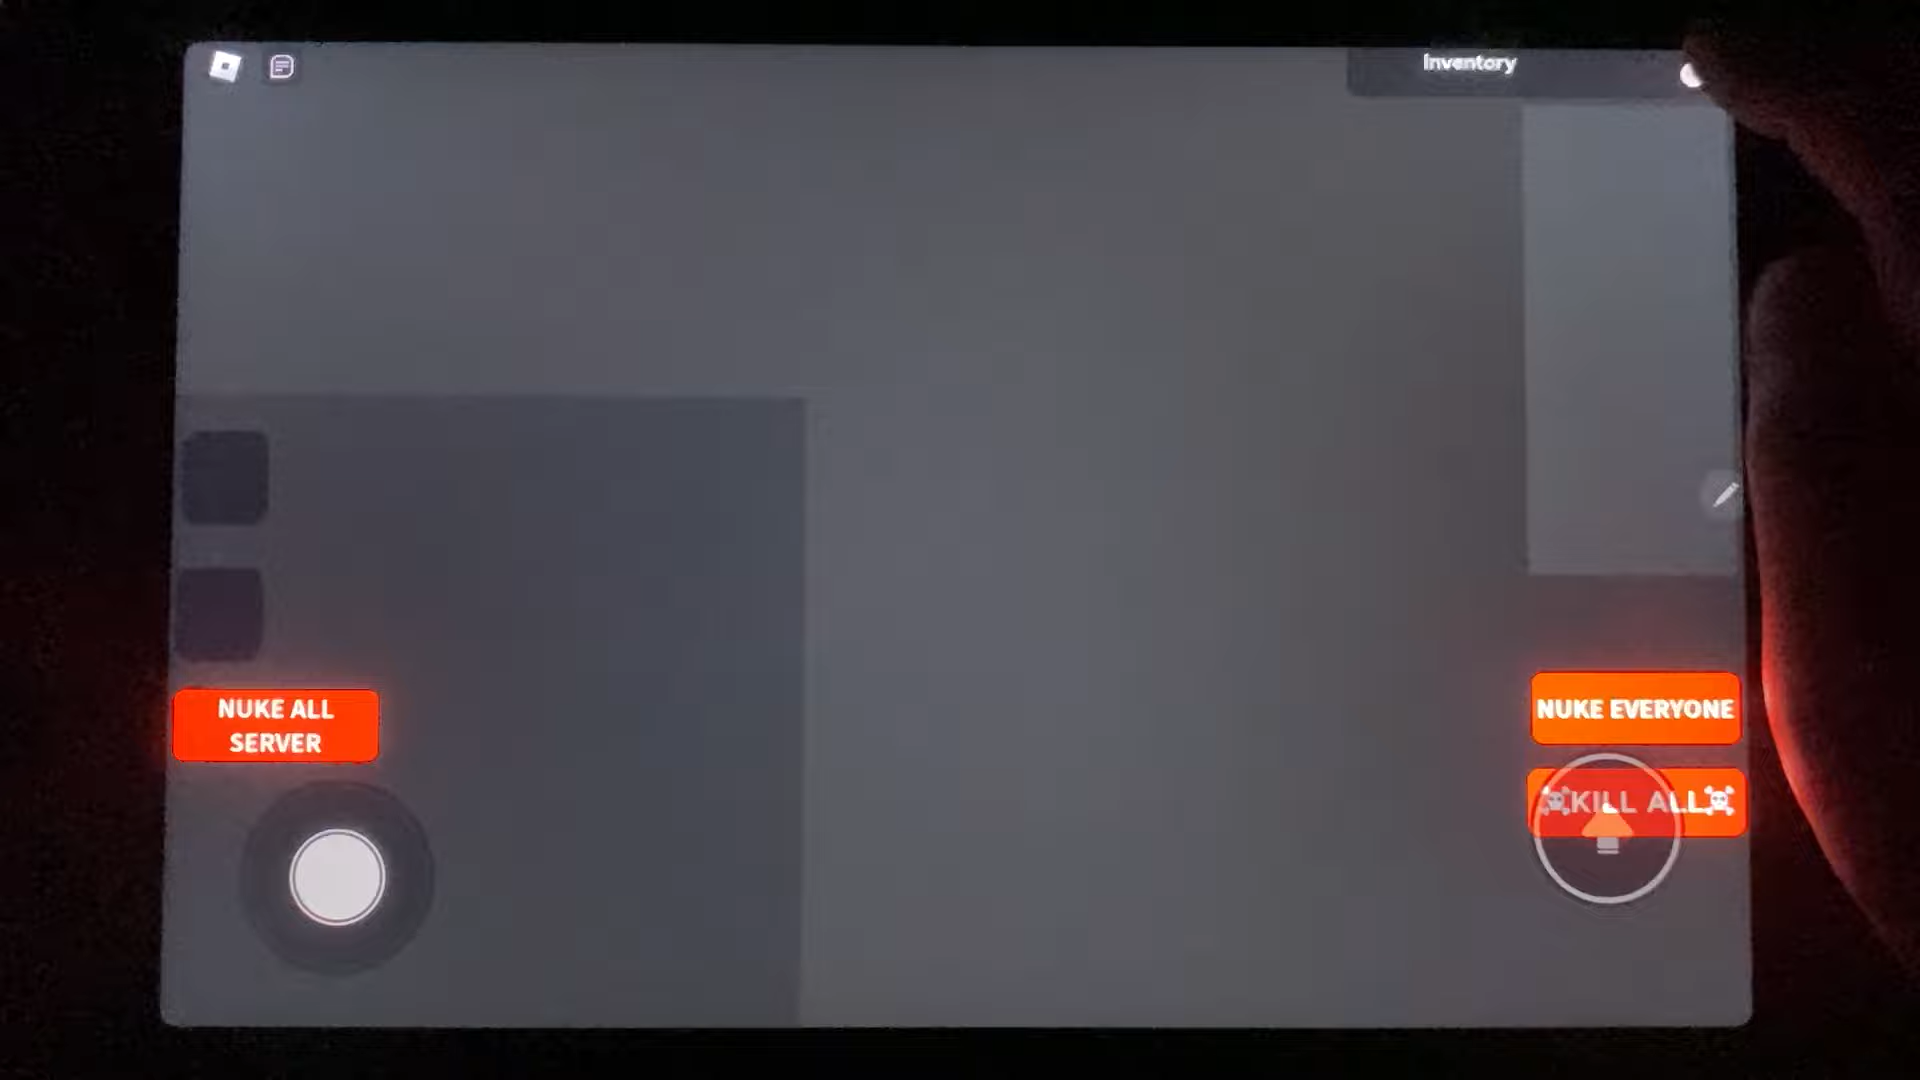 Inventory
NUKE ALL
SERVER
NUKE EVERYONE
☠KILL ALL☠